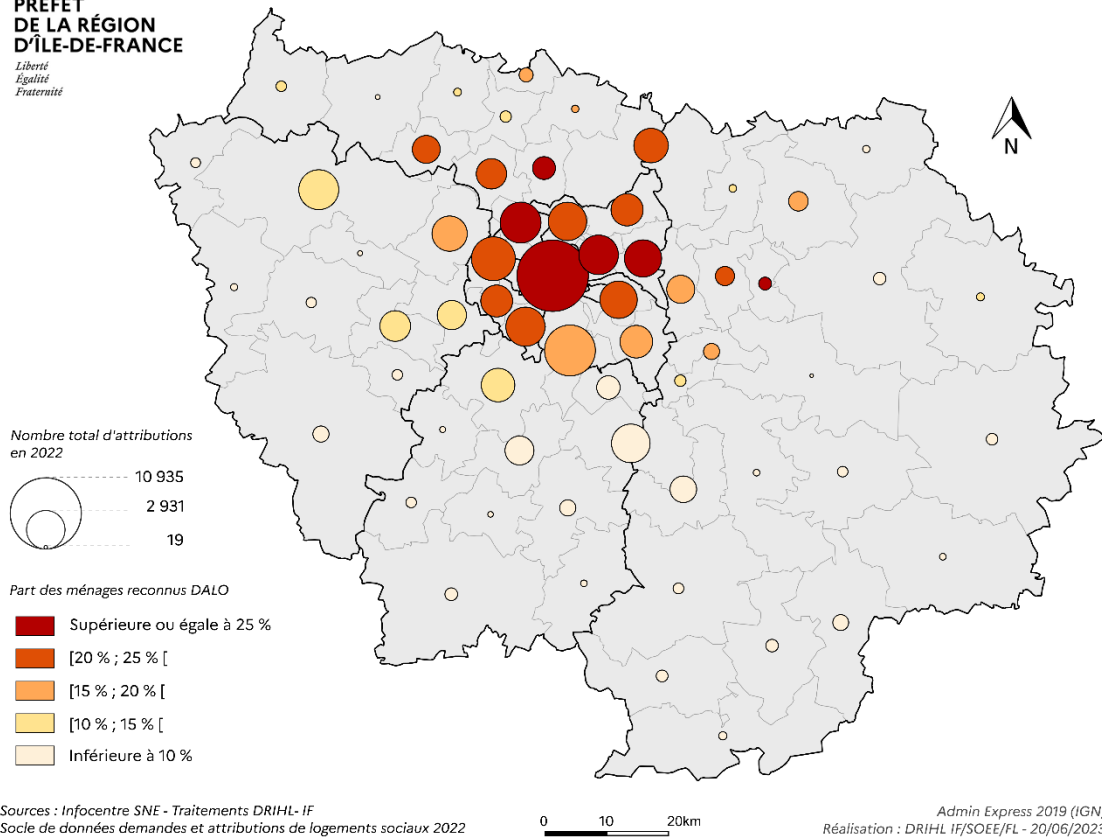 PRÉFET
DE LA RÉGION
D'ÎLE-DE-FRANCE
Liberté
Égalité
Fraternité
N
Nombre total d'attributions
en 2022
10 935
2 931
19
Part des ménages reconnus DALO
Supérieure ou égale à 25 %
[20 % ; 25 % [
[15 % ; 20 % [
[10 % ; 15 % [
Inférieure à 10 %
Sources : Infocentre SNE - Traitements DRIHL- IF
Socle de données demandes et attributions de logements sociaux 2022
0 10 20km
Admin Express 2019 (IGN)
Réalisation : DRIHL IF/SOEE/FL - 20/06/2023